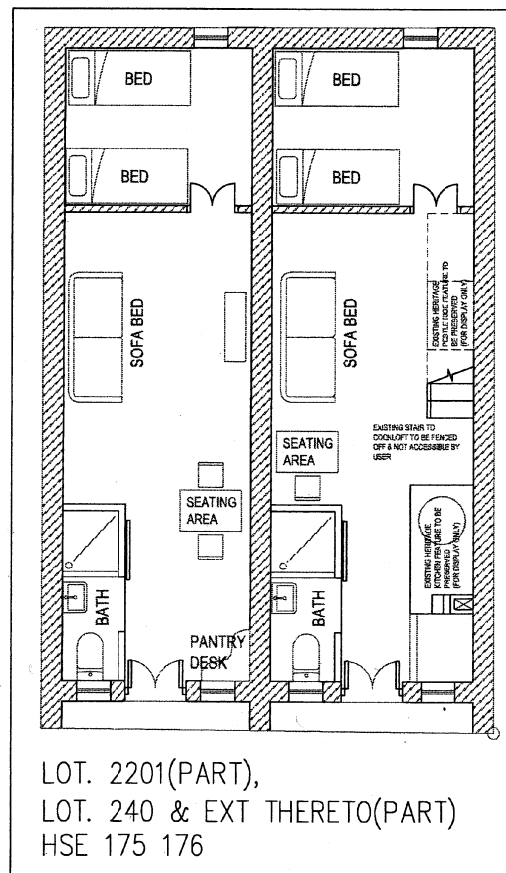 BED
BED
BED
BED
SOFA BED
SOFA BED
EXISTING HERITAGE
PESTLE TOOL FEATURE TO
BE PRESERVED
(FOR DISPLAY ONLY)
EXISTING STAIR TO
COCKLOFT TO BE FENCED
OFF & NOT ACCESSIBLE BY
USER
SEATING
AREA
SEATING
AREA
EXISTING HERITAGE
KITCHEN FEATURE TO BE
PRESERVED
(FOR DISPLAY ONLY)
BATH
BATH
PANTRY
DESK
LOT. 2201(PART),
LOT. 240 & EXT THERETO(PART)
HSE 175 176